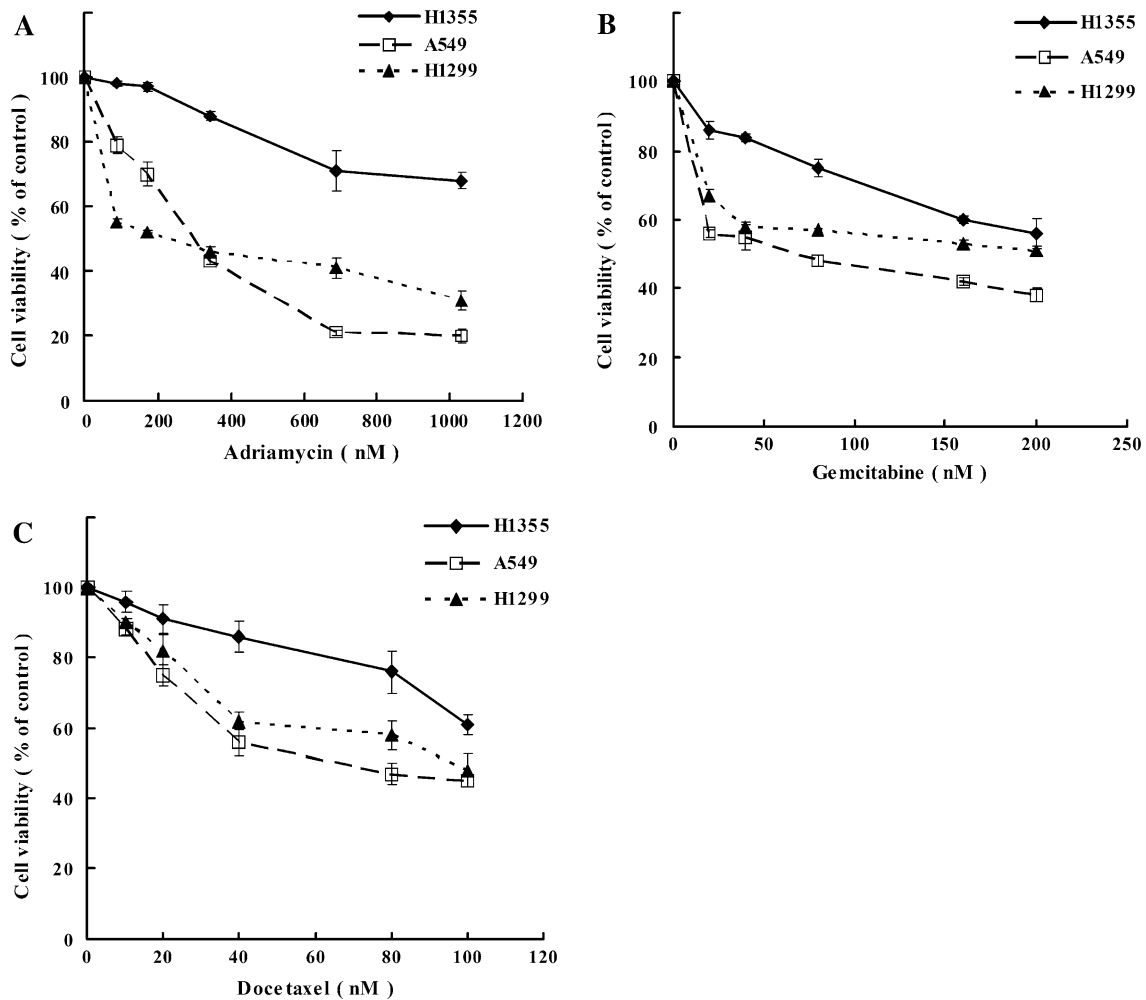 A
H1355
A549
H1299
Cell viability ( % of control )
100
80
60
40
20
0
0 200 400 600 800 1000 1200
Adriamycin ( nM )
B
H1355
A549
H1299
Cell viability ( % of control )
100
80
60
40
20
0
0 50 100 150 200 250
Gemcitabine ( nM )
C
H1355
A549
H1299
Cell viability ( % of control )
100
80
60
40
20
0
0 20 40 60 80 100 120
Docetaxel ( nM )